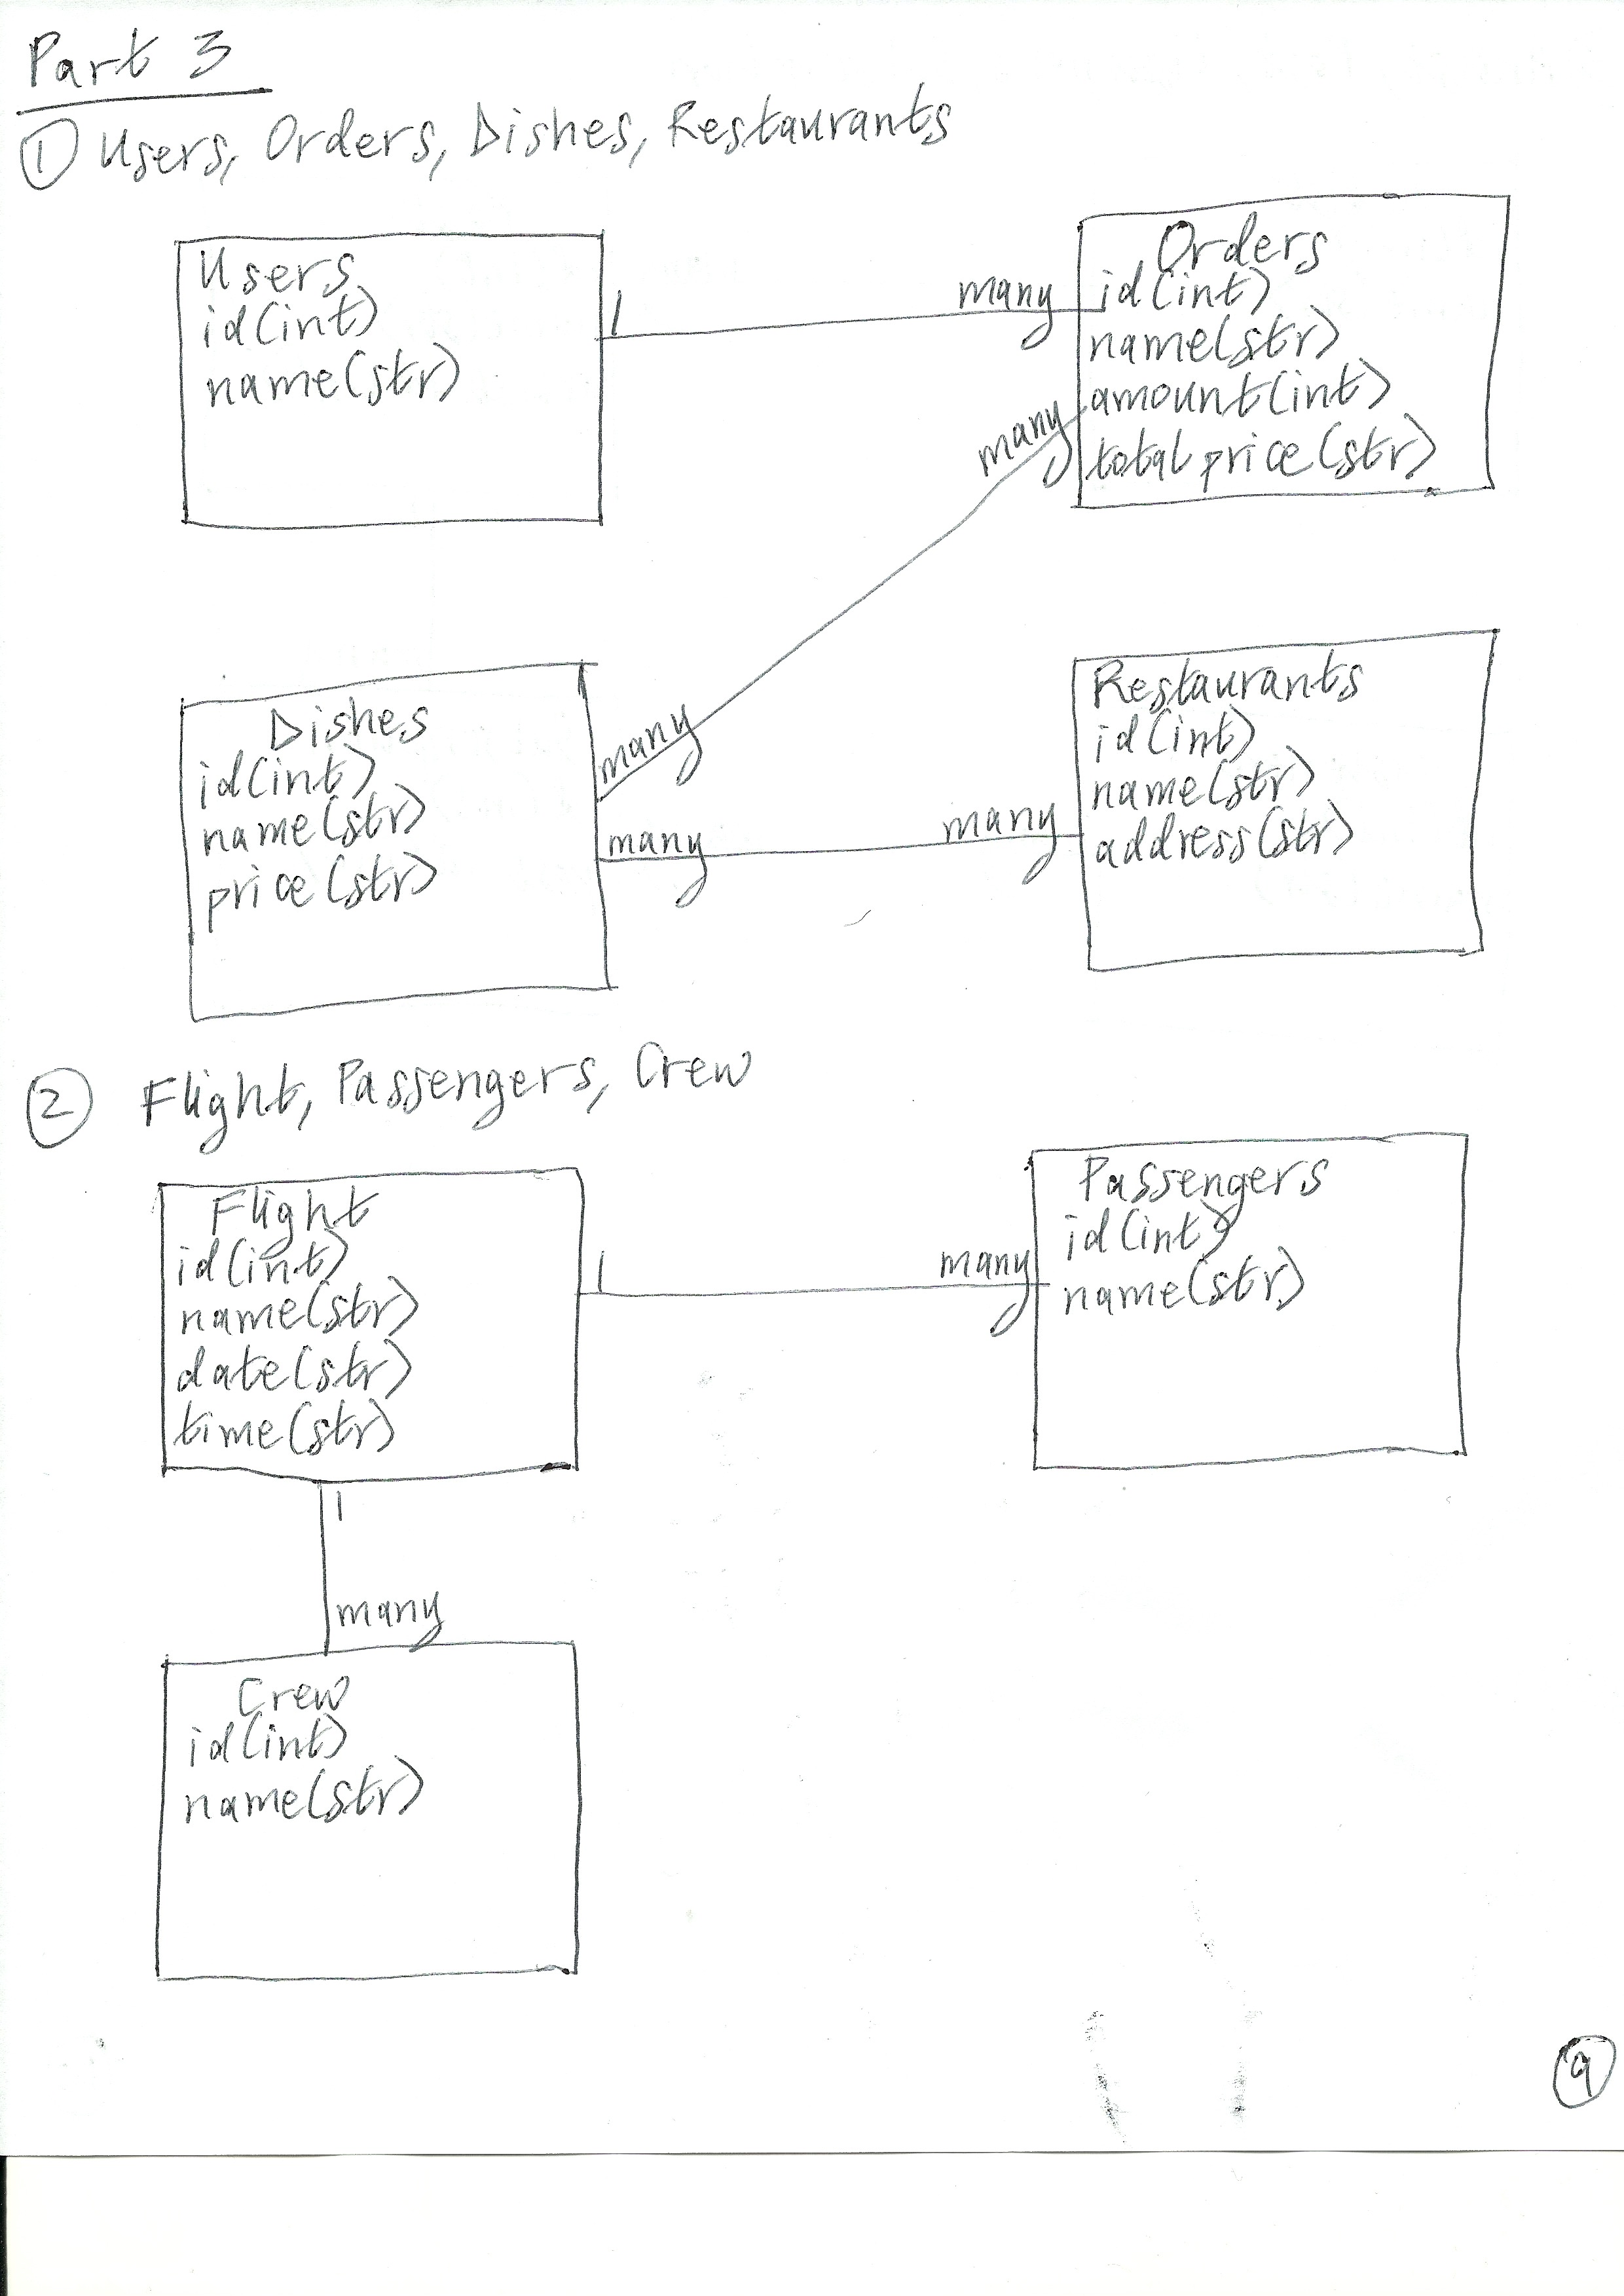 Part 3
① Users, Orders, Dishes, Restaurants
Users
id(int)
name(str)
1
many
Orders
id(int)
name(str)
amount(int)
total price(str)
many
Dishes
id(int)
name(str)
price(str)
many
many
many
Restaurants
id(int)
name(str)
address(str)
② Flight, Passengers, Crew
Flight
id(int)
name(str)
date(str)
time(str)
1
many
Passengers
id(int)
name(str)
1
many
Crew
id(int)
name(str)
9